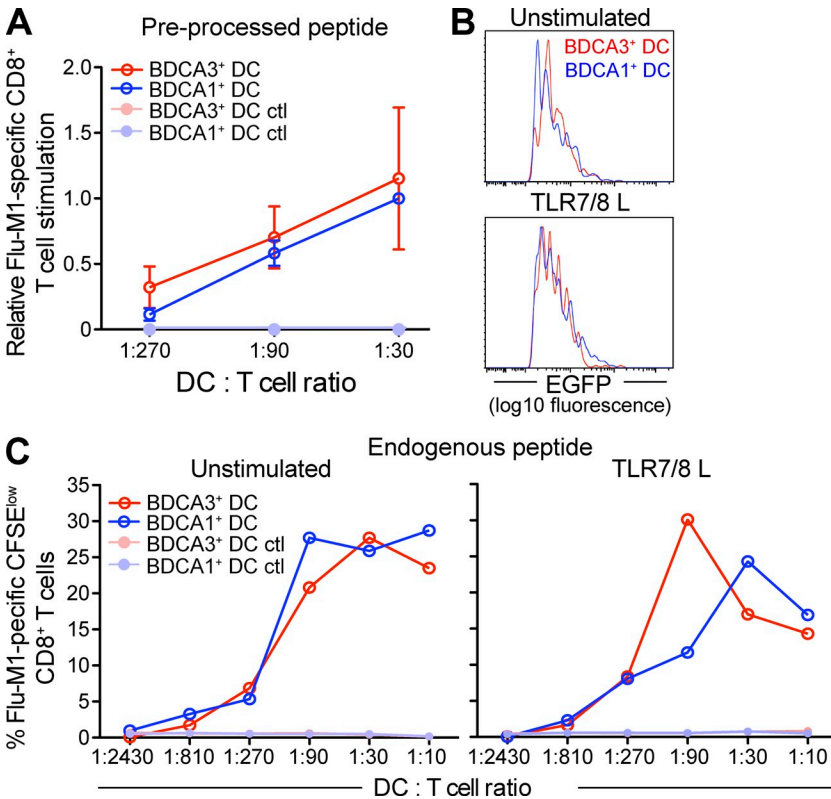 A
Pre-processed peptide
Relative Flu-M1-specific CD8⁺
T cell stimulation
2.0
1.5
1.0
0.5
0
BDCA3⁺ DC
BDCA1⁺ DC
BDCA3⁺ DC ctl
BDCA1⁺ DC ctl
1:270 1:90 1:30
DC : T cell ratio
B
Unstimulated
BDCA3⁺ DC
BDCA1⁺ DC
TLR7/8 L
EGFP
(log10 fluorescence)
C
Endogenous peptide
Unstimulated
TLR7/8 L
% Flu-M1-pecific CFSEˡᵒʷ
CD8⁺ T cells
35
30
25
20
15
10
5
0
BDCA3⁺ DC
BDCA1⁺ DC
BDCA3⁺ DC ctl
BDCA1⁺ DC ctl
1:2430 1:810 1:270 1:90 1:30 1:10
1:2430 1:810 1:270 1:90 1:30 1:10
DC : T cell ratio